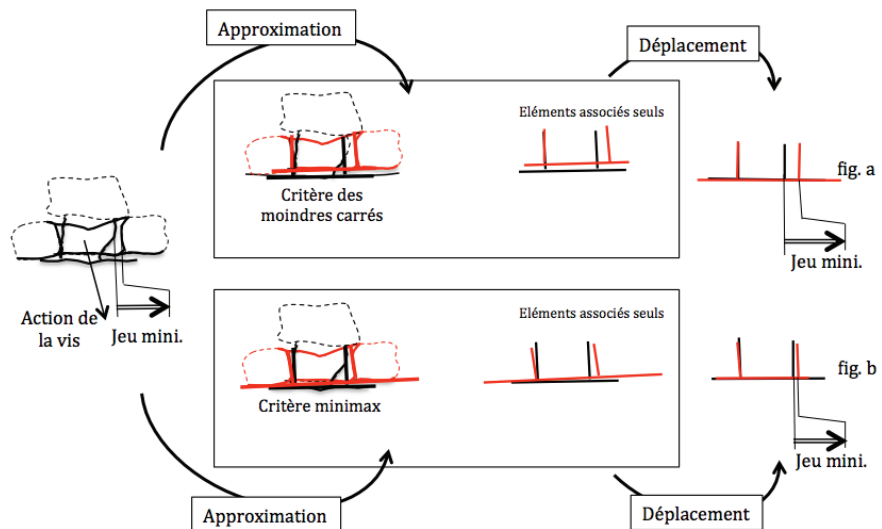 Approximation
Déplacement
Eléments associés seuls
Critère des
moindres carrés
fig. a
Jeu mini.
Action de
la vis
Jeu mini.
Eléments associés seuls
Critère minimax
fig. b
Jeu mini.
Approximation
Déplacement